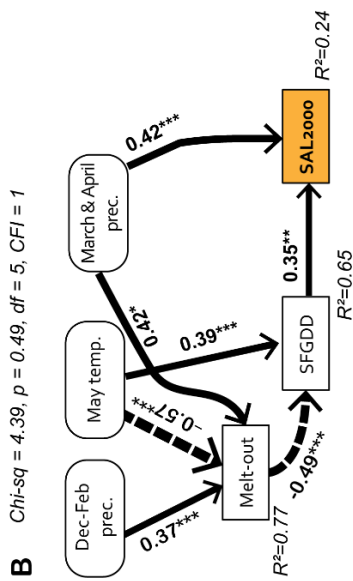 B
Chi-sq = 4.39, p = 0.49, df = 5, CFI = 1
Dec-Feb
prec.
May temp.
March & April
prec.
0.37***
−0.57***
0.42*
0.39***
0.42***
Melt-out
R²=0.77
-0.49***
SFGDD
R²=0.65
0.35**
SAL2000
R²=0.24